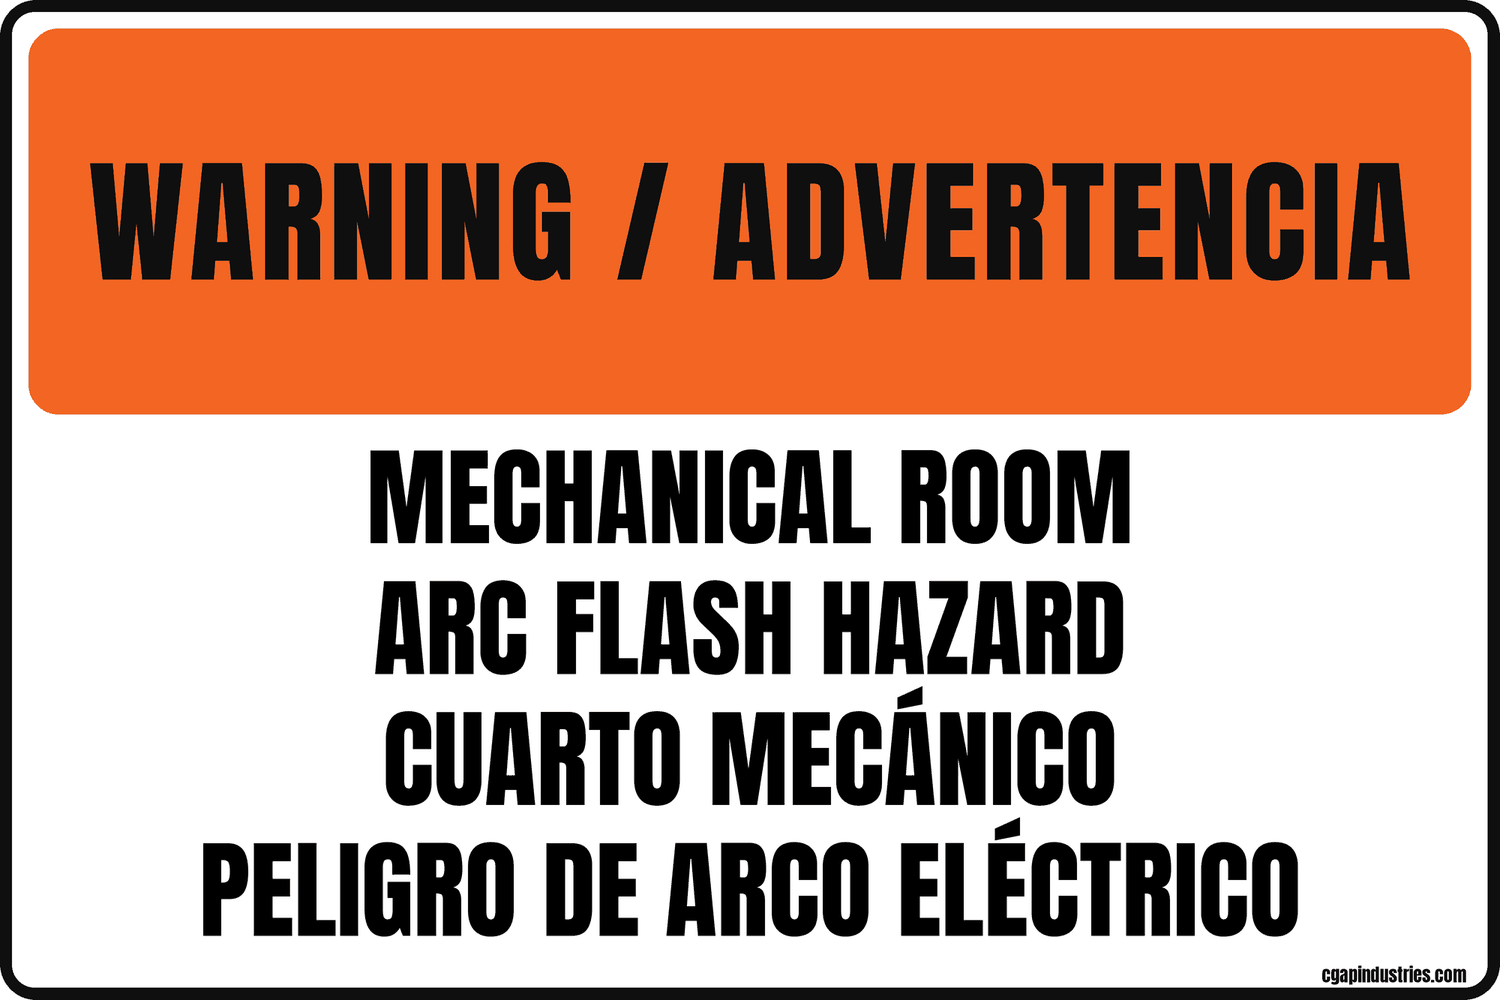 WARNING / ADVERTENCIA
MECHANICAL ROOM
ARC FLASH HAZARD
CUARTO MECÁNICO
PELIGRO DE ARCO ELÉCTRICO
cgapindustries.com